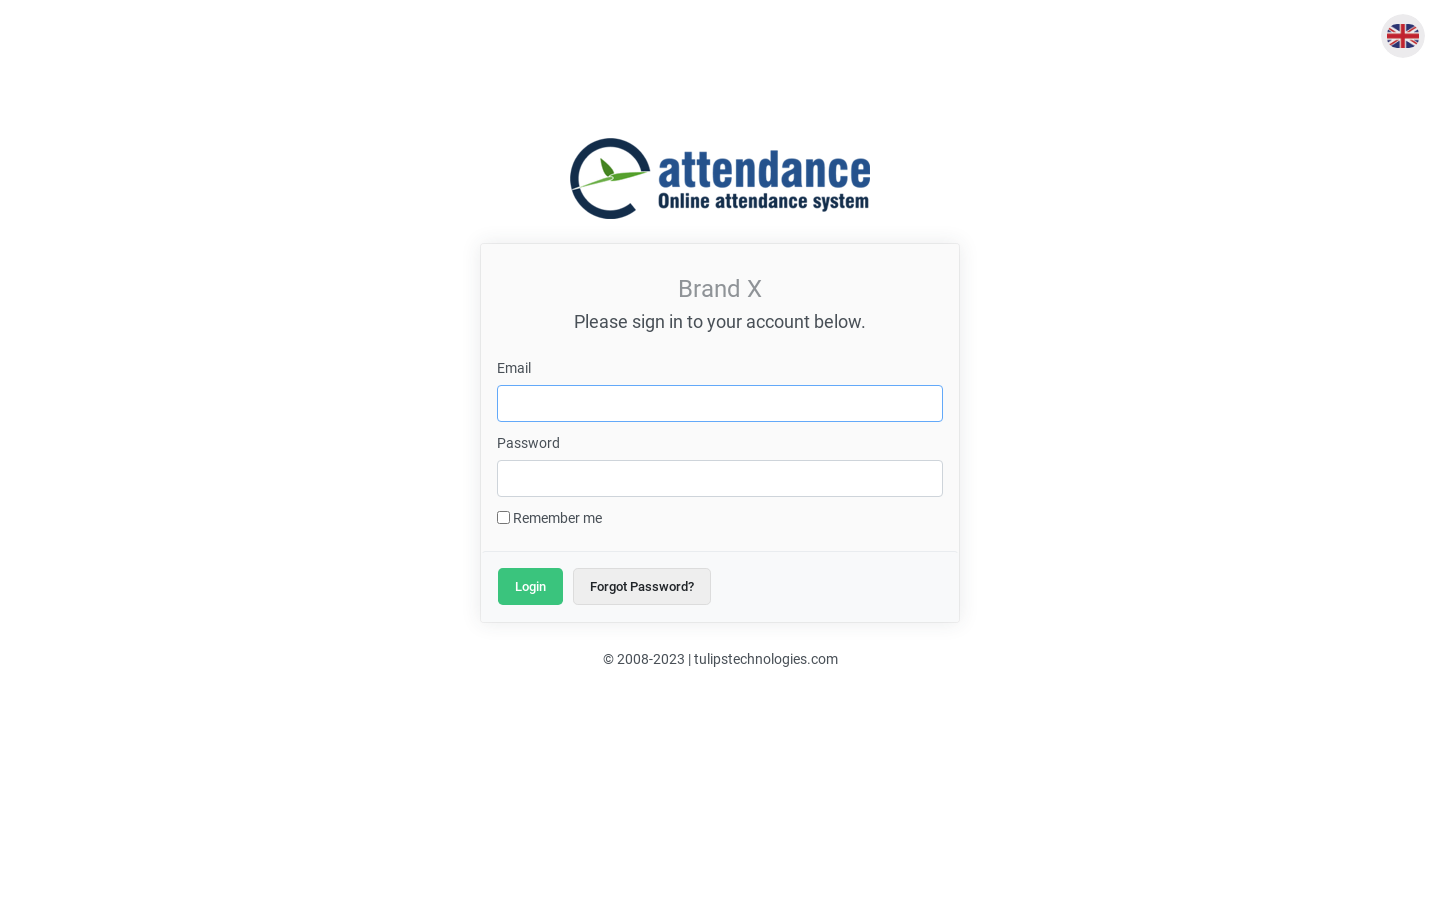 attendance
Online attendance system
Brand X
Please sign in to your account below.
Email
Password
Remember me
Login
Forgot Password?
© 2008-2023 | tulipstechnologies.com